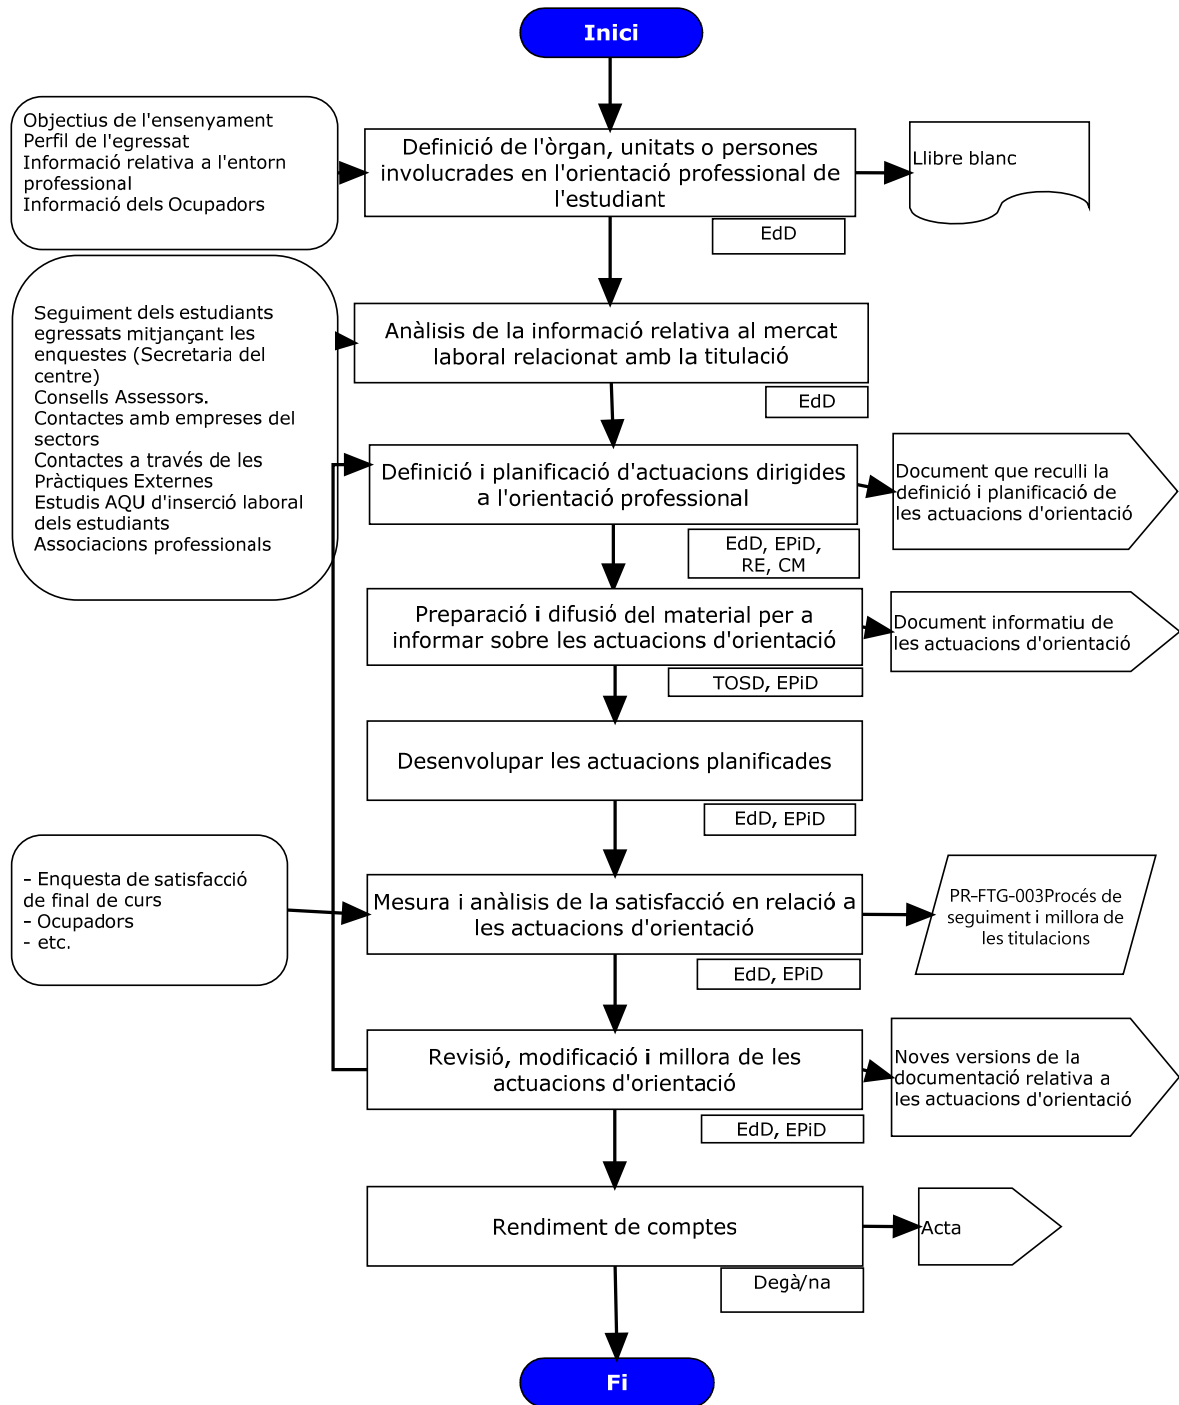 Inici
Objectius de l'ensenyament
Perfil de l'egressat
Informació relativa a l'entorn
professional
Informació dels Ocupadors
Definició de l'òrgan, unitats o persones
involucrades en l'orientació professional de
l'estudiant
EdD
Llibre blanc
Seguiment dels estudiants
egressats mitjançant les
enquestes (Secretaria del
centre)
Consells Assessors.
Contactes amb empreses del
sectors
Contactes a través de les
Pràctiques Externes
Estudis AQU d'inserció laboral
dels estudiants
Associacions professionals
Anàlisis de la informació relativa al mercat
laboral relacionat amb la titulació
EdD
Definició i planificació d'actuacions dirigides
a l'orientació professional
EdD, EPiD,
RE, CM
Document que reculli la
definició i planificació de
les actuacions d'orientació
Preparació i difusió del material per a
informar sobre les actuacions d'orientació
TOSD, EPiD
Document informatiu de
les actuacions d'orientació
Desenvolupar les actuacions planificades
EdD, EPiD
- Enquesta de satisfacció
de final de curs
- Ocupadors
- etc.
Mesura i anàlisis de la satisfacció en relació a
les actuacions d'orientació
EdD, EPiD
PR-FTG-003Procés de
seguiment i millora de
les titulacions
Revisió, modificació i millora de les
actuacions d'orientació
EdD, EPiD
Noves versions de la
documentació relativa a
les actuacions d'orientació
Rendiment de comptes
Degà/na
Acta
Fi